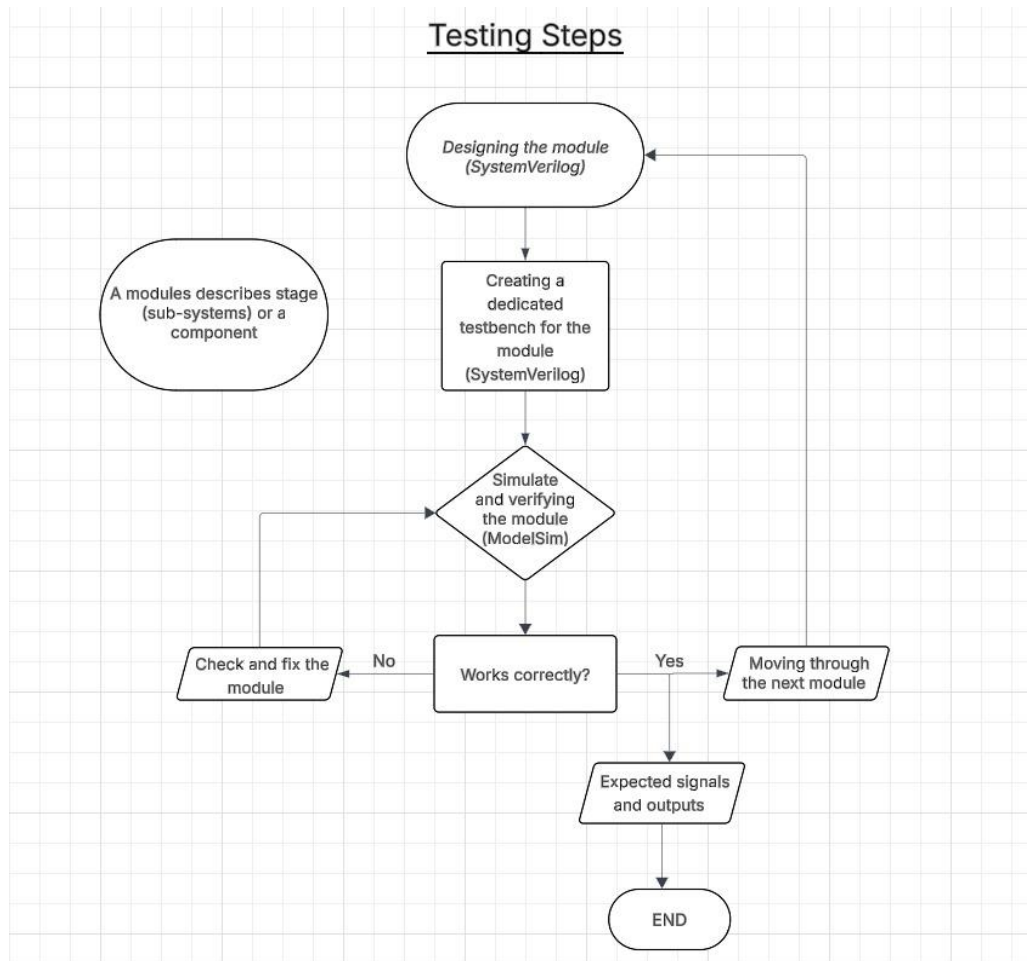 Testing Steps
Designing the module
(SystemVerilog)
A modules describes stage
(sub-systems) or a
component
Creating a
dedicated
testbench for the
module
(SystemVerilog)
Simulate
and verifying
the module
(ModelSim)
Check and fix the
module
No
Works correctly?
Yes
Moving through
the next module
Expected signals
and outputs
END